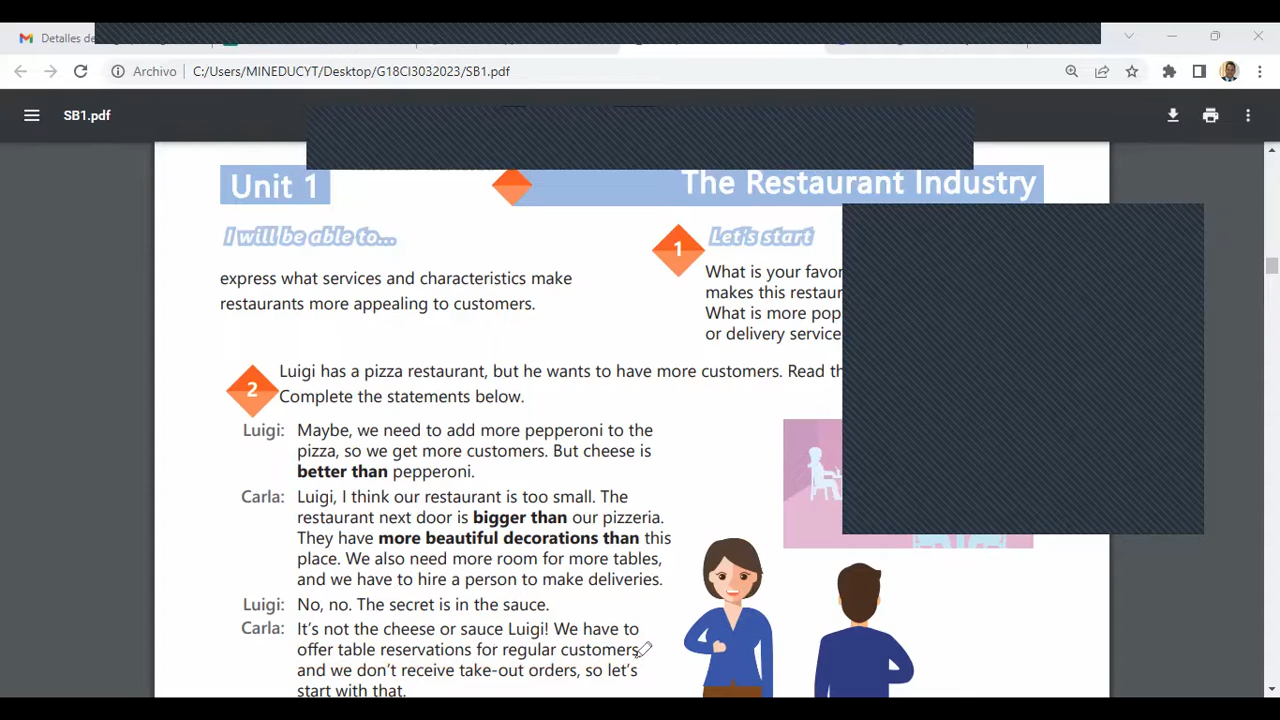 Detalles de
Archivo C:/Users/MINEDUCYT/Desktop/G18CI3032023/SB1.pdf
SB1.pdf
Unit 1
The Restaurant Industry
I will be able to...
1 Let's start
express what services and characteristics make
restaurants more appealing to customers.
What is your
makes this
What is more
or delivery service
2 Luigi has a pizza restaurant, but he wants to have more customers. Read
Complete the statements below.
Luigi: Maybe, we need to add more pepperoni to the
pizza, so we get more customers. But cheese is
better than pepperoni.
Carla: Luigi, I think our restaurant is too small. The
restaurant next door is bigger than our pizzeria.
They have more beautiful decorations than this
place. We also need more room for more tables,
and we have to hire a person to make deliveries.
Luigi: No, no. The secret is in the sauce.
Carla: It's not the cheese or sauce Luigi! We have to
offer table reservations for regular customers,
and we don't receive take-out orders, so let's
start with that.